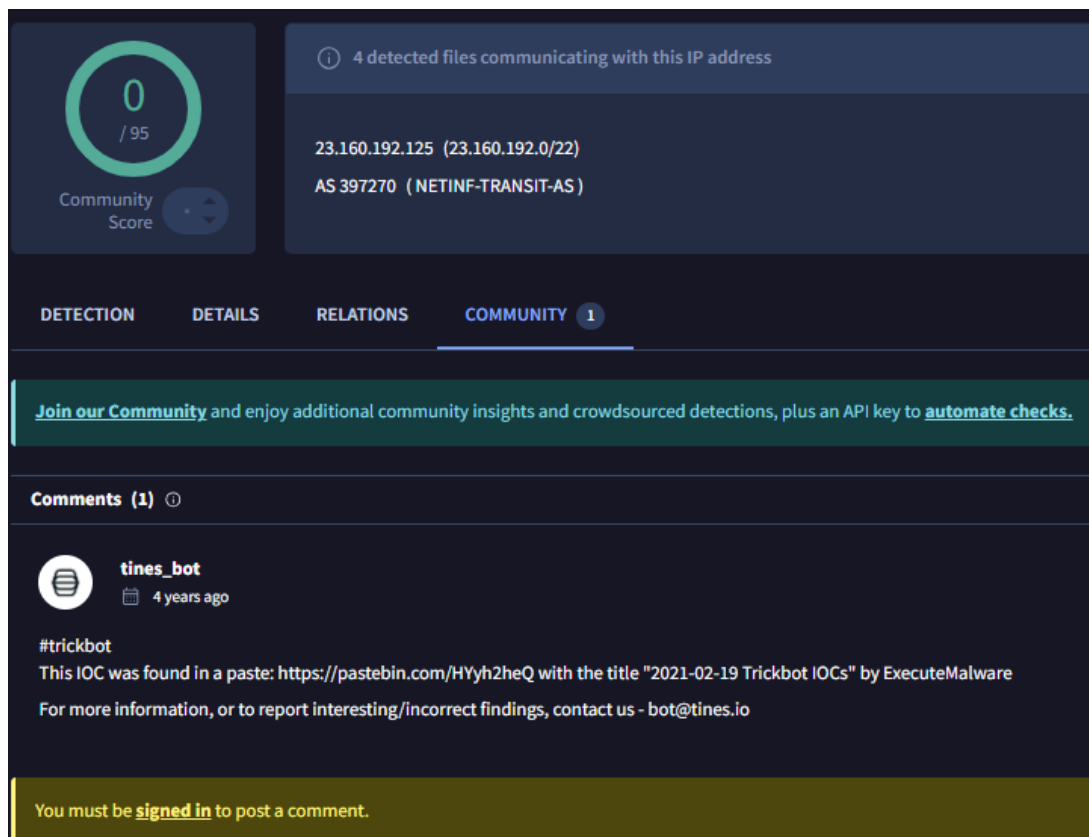 0
/ 95
Community
Score
4 detected files communicating with this IP address
23.160.192.125 (23.160.192.0/22)
AS 397270 ( NETINF-TRANSIT-AS )
DETECTION DETAILS RELATIONS COMMUNITY 1
Join our Community and enjoy additional community insights and crowdsourced detections, plus an API key to automate checks.
Comments (1)
tines_bot
4 years ago
#trickbot
This IOC was found in a paste: https://pastebin.com/HYyh2heQ with the title "2021-02-19 Trickbot IOCs" by ExecuteMalware
For more information, or to report interesting/incorrect findings, contact us - bot@tines.io
You must be signed in to post a comment.